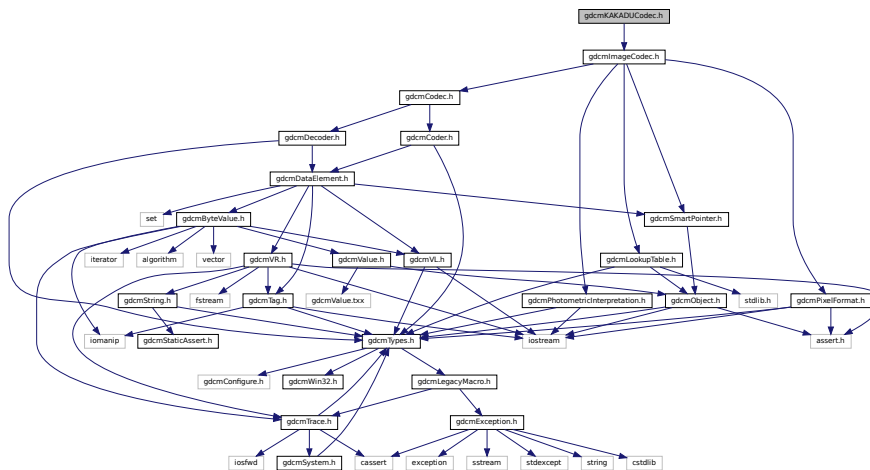 gdcmKAKADUCodec.h
gdcmImageCodec.h
gdcmCodec.h
gdcmDecoder.h
gdcmCoder.h
gdcmDataElement.h
set
gdcmByteValue.h
gdcmSmartPointer.h
iterator
algorithm
vector
gdcmVR.h
gdcmValue.h
gdcmVL.h
gdcmLookupTable.h
gdcmString.h
fstream
gdcmTag.h
gdcmValue.txx
gdcmPhotometricInterpretation.h
gdcmObject.h
stdlib.h
gdcmPixelFormat.h
iomanip
gdcmStaticAssert.h
gdcmTypes.h
iostream
assert.h
gdcmConfigure.h
gdcmWin32.h
gdcmLegacyMacro.h
gdcmTrace.h
gdcmException.h
iosfwd
gdcmSystem.h
cassert
exception
sstream
stdexcept
string
cstdlib